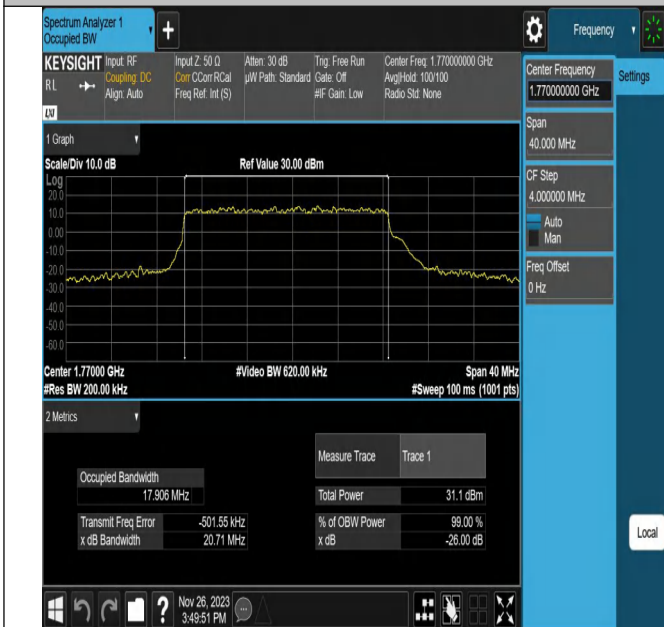 Spectrum Analyzer 1
Occupied BW
+
Frequency
KEYSIGHT
RL
LXI
Input: RF
Coupling: DC
Align: Auto
Input Z: 50 Ω
Corr CCorr RCal
Freq Ref: Int (S)
Atten: 30 dB
µW Path: Standard
Trig: Free Run
Gate: Off
#IF Gain: Low
Center Freq: 1.770000000 GHz
Avg|Hold: 100/100
Radio Std: None
Center Frequency
1.770000000 GHz
Settings
Span
40.000 MHz
CF Step
4.000000 MHz
Auto
Man
Freq Offset
0 Hz
1 Graph
Scale/Div 10.0 dB
Ref Value 30.00 dBm
Log
20.0
10.0
0.00
-10.0
-20.0
-30.0
-40.0
-50.0
-60.0
Center 1.77000 GHz
#Video BW 620.00 kHz
Span 40 MHz
#Res BW 200.00 kHz
#Sweep 100 ms (1001 pts)
2 Metrics
Measure Trace
Trace 1
Occupied Bandwidth
17.906 MHz
Total Power
31.1 dBm
Transmit Freq Error
-501.55 kHz
% of OBW Power
99.00 %
x dB Bandwidth
20.71 MHz
x dB
-26.00 dB
Local
?
Nov 26, 2023
3:49:51 PM